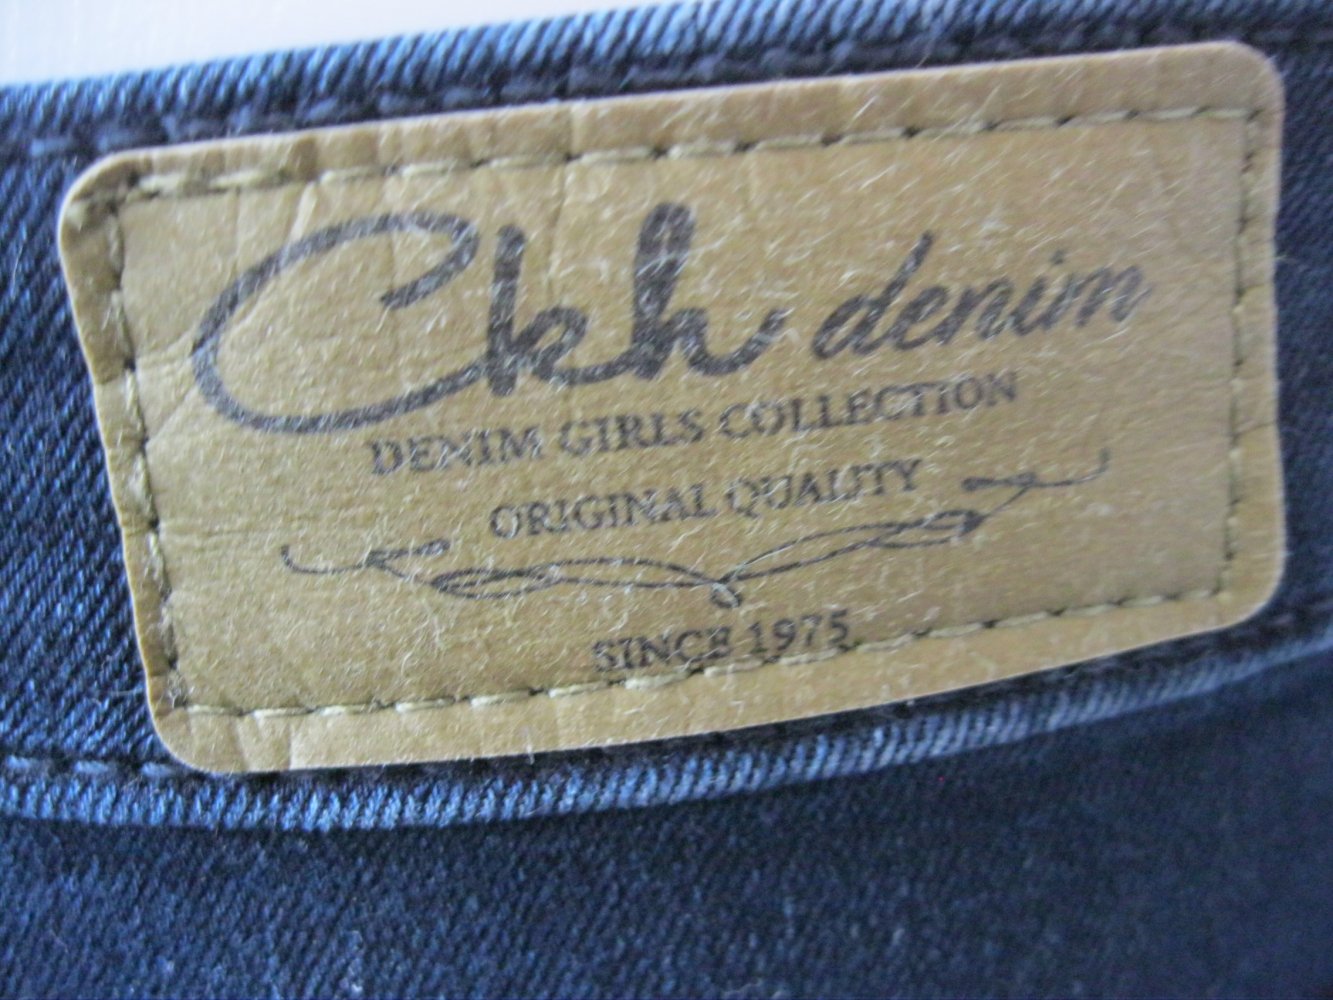 Ckh denim
DENIM GIRLS COLLECTION
ORIGINAL QUALITY
SINCE 1975